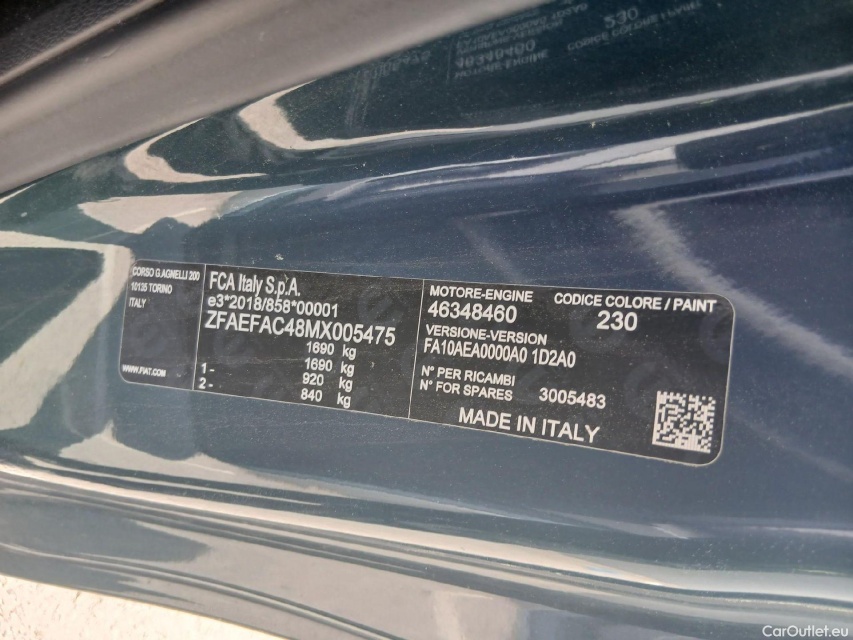 CORSO G.AGNELLI 200
10135 TORINO
ITALY
WWW.FIAT.COM
FCA Italy S.p.A.
e3*2018/858*00001
ZFAEFAC48MX005475
1690 kg
1- 1690 kg
2- 920 kg
840 kg
MOTORE-ENGINE
46348460
CODICE COLORE / PAINT
230
VERSIONE-VERSION
FA10AEA0000A0 1D2A0
N° PER RICAMBI
N° FOR SPARES 3005483
MADE IN ITALY
CarOutlet.eu